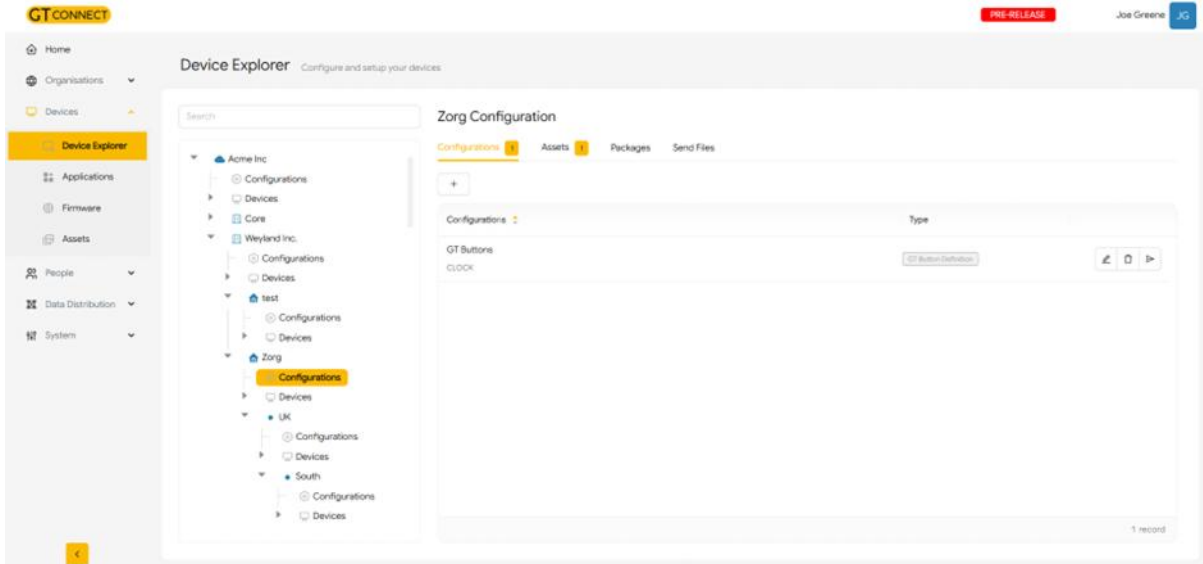 GT CONNECT
PRE-RELEASE
Joe Greene
JG
Home
Organisations
Devices
Device Explorer
Applications
Firmware
Assets
People
Data Distribution
System
Device Explorer Configure and setup your devices
Search
Acme Inc
Configurations
Devices
Core
Weyland Inc.
Configurations
Devices
test
Configurations
Devices
Zorg
Configurations
Devices
UK
Configurations
Devices
South
Configurations
Devices
Zorg Configuration
Configurations 1 Assets 1 Packages Send Files
+
Configurations Type
GT Buttons
CLOCK
GT Button Definition
1 record